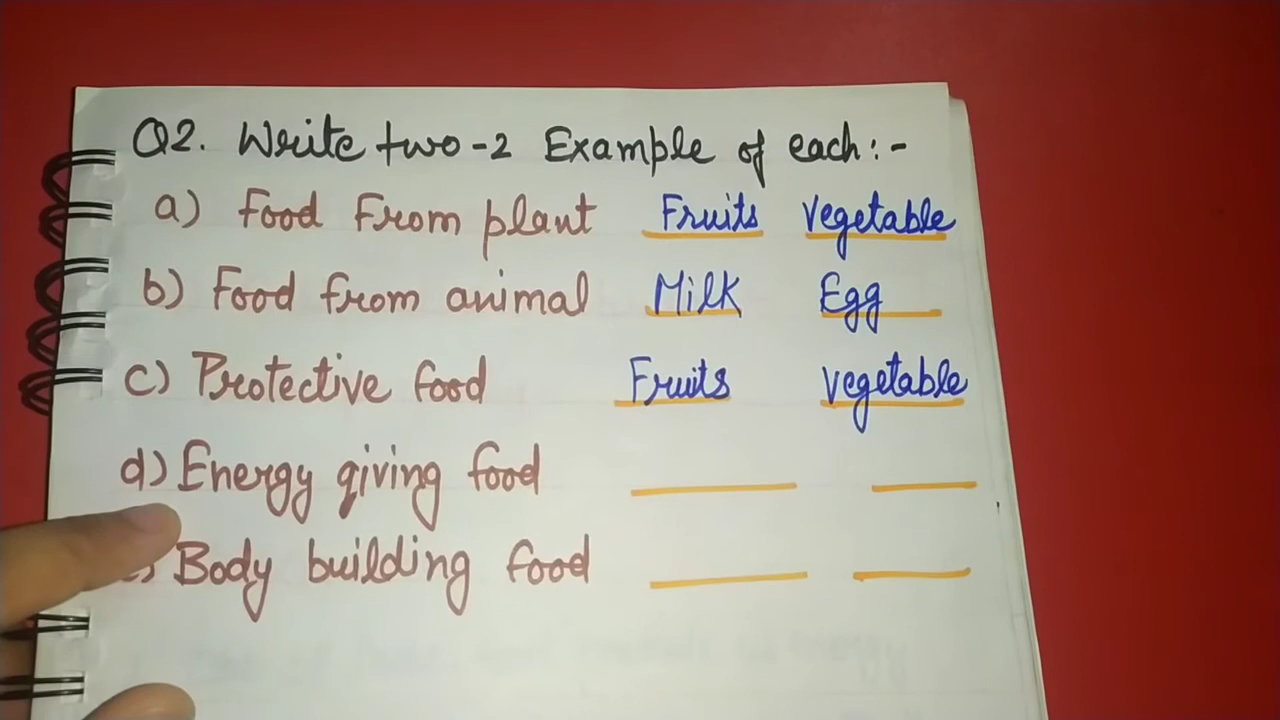 Q2. Write two-2 Example of each:-
a) Food From plant Fruits Vegetable
b) Food from animal Milk Egg
c) Protective food Fruits vegetable
d) Energy giving food
Body building food